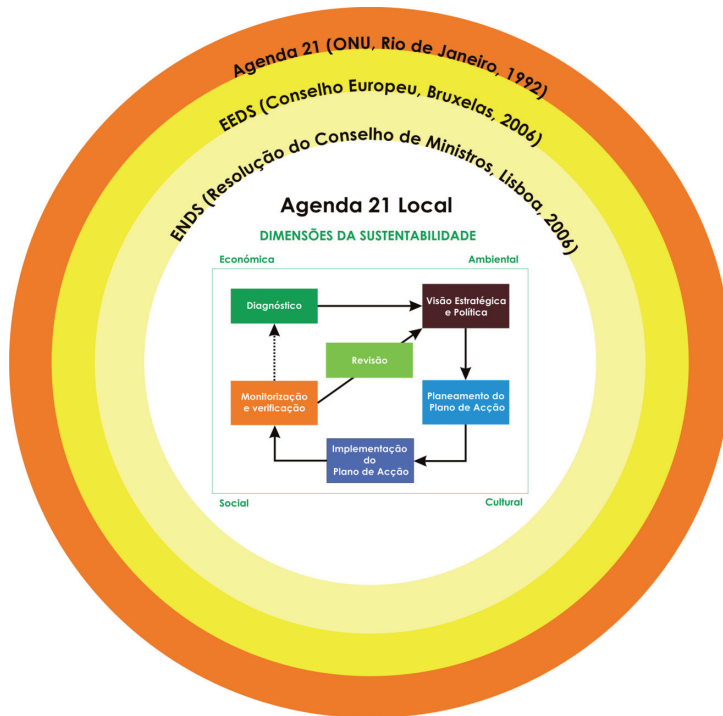 Agenda 21 (ONU, Rio de Janeiro, 1992)
EEDS (Conselho Europeu, Bruxelas, 2006)
ENDS (Resolução do Conselho de Ministros, Lisboa, 2006)
Agenda 21 Local
DIMENSÕES DA SUSTENTABILIDADE
Económica
Ambiental
Diagnóstico
Visão Estratégica
e Política
Revisão
Monitorização
e verificação
Planeamento do
Plano de Acção
Implementação
do
Plano de Acção
Social
Cultural